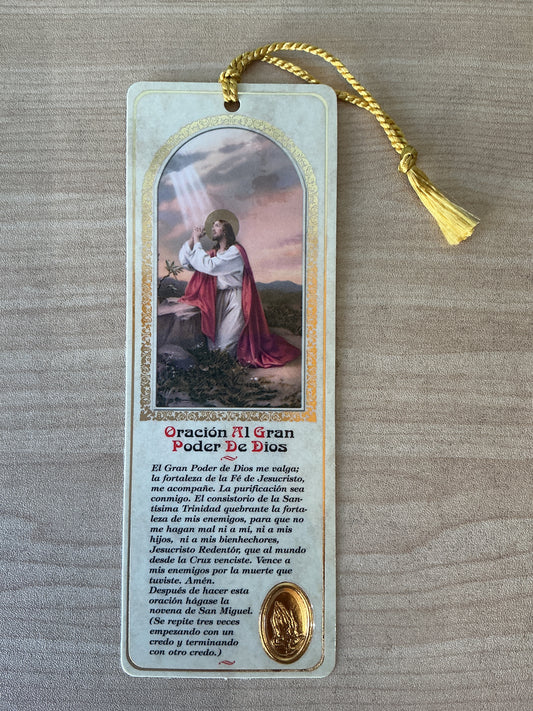 Oración Al Gran
Poder De Dios
El Gran Poder de Dios me valga;
la fortaleza de la Fé de Jesucristo,
me acompañe. La purificación sea
conmigo. El consistorio de la San-
tísima Trinidad quebrante la forta-
leza de mis enemigos, para que no
me hagan mal ni a mí, ni a mis
hijos, ni a mis bienhechores,
Jesucristo Redentór, que al mundo
desde la Cruz venciste. Vence a
mis enemigos por la muerte que
tuviste. Amén.
Después de hacer esta
oración hágase la
novena de San Miguel.
(Se repite tres veces
empezando con un
credo y terminando
con otro credo.)